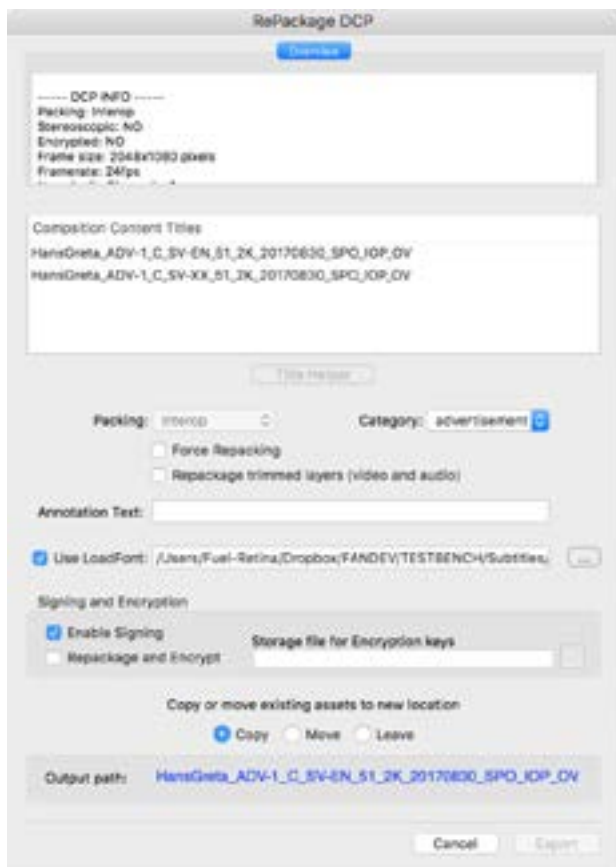 RePackage DCP
Overview
------ DCP INFO ------
Packing: Interop
Stereoscopic: NO
Encrypted: NO
Frame size: 2048x1080 pixels
Framerate: 24fps
Compsition Content Titles
HansGreta_ADV-1_C_SV-EN_51_2K_20170830_SPO_IOP_OV
HansGreta_ADV-1_C_SV-XX_51_2K_20170830_SPO_IOP_OV
Title Helper
Packing: Interop Category: advertisement
Force Repacking
Repackage trimmed layers (video and audio)
Annotation Text:
Use LoadFont: /Users/Fuel-Retina/Dropbox/FANDEV/TESTBENCH/Subtitles, ...
Signing and Encryption
Enable Signing
Storage file for Encryption keys
Repackage and Encrypt
Copy or move existing assets to new location
Copy Move Leave
Output path: HansGreta_ADV-1_C_SV-EN_51_2K_20170830_SPO_IOP_OV
Cancel Export